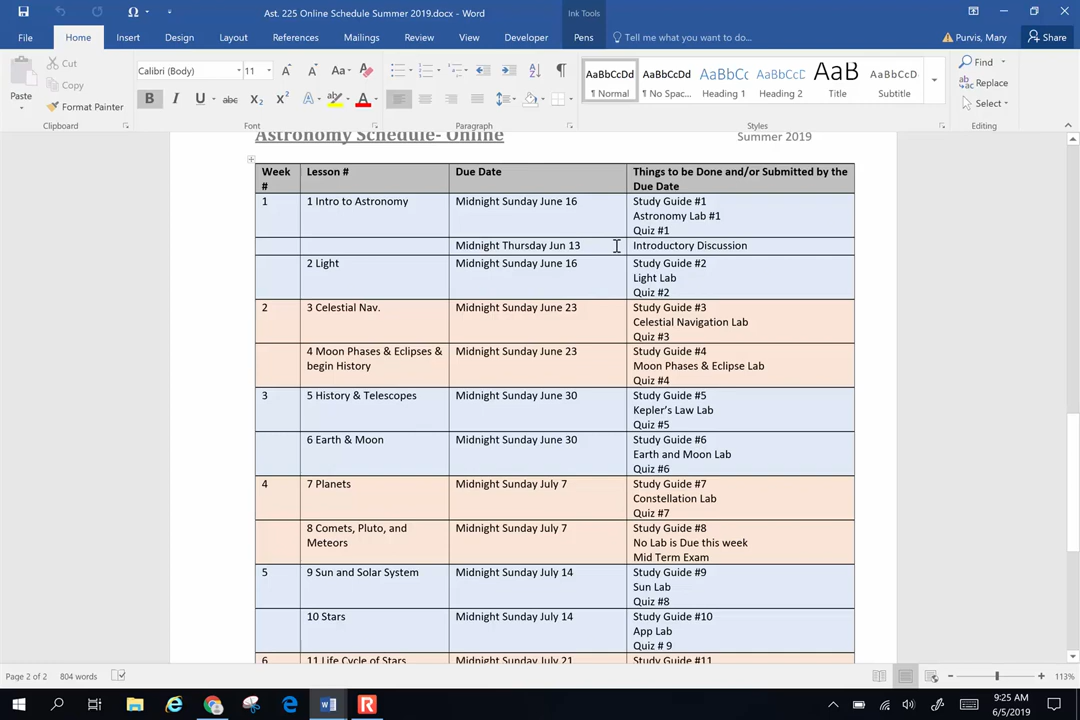 Ast. 225 Online Schedule Summer 2019.docx - Word
Ink Tools
File Home Insert Design Layout References Mailings Review View Developer Pens Tell me what you want to do... Purvis, Mary Share
Paste
Cut
Copy
Format Painter
Clipboard
Calibri (Body) 11
Font
Paragraph
AaBbCcDd AaBbCcDd AaBbCc AaBbCcD AaB AaBbCcD
¶ Normal ¶ No Spac... Heading 1 Heading 2 Title Subtitle
Styles
Find
Replace
Select
Editing
Astronomy Schedule- Online Summer 2019
Week # Lesson # Due Date Things to be Done and/or Submitted by the Due Date
1 1 Intro to Astronomy Midnight Sunday June 16 Study Guide #1
Astronomy Lab #1
Quiz #1
Midnight Thursday Jun 13 Introductory Discussion
2 Light Midnight Sunday June 16 Study Guide #2
Light Lab
Quiz #2
2 3 Celestial Nav. Midnight Sunday June 23 Study Guide #3
Celestial Navigation Lab
Quiz #3
4 Moon Phases & Eclipses & begin History Midnight Sunday June 23 Study Guide #4
Moon Phases & Eclipse Lab
Quiz #4
3 5 History & Telescopes Midnight Sunday June 30 Study Guide #5
Kepler's Law Lab
Quiz #5
6 Earth & Moon Midnight Sunday June 30 Study Guide #6
Earth and Moon Lab
Quiz #6
4 7 Planets Midnight Sunday July 7 Study Guide #7
Constellation Lab
Quiz #7
8 Comets, Pluto, and Meteors Midnight Sunday July 7 Study Guide #8
No Lab is Due this week
Mid Term Exam
5 9 Sun and Solar System Midnight Sunday July 14 Study Guide #9
Sun Lab
Quiz #8
10 Stars Midnight Sunday July 14 Study Guide #10
App Lab
Quiz # 9
6 11 Life Cycle of Stars Midnight Sunday July 21 Study Guide #11
Page 2 of 2 804 words 113%
9:25 AM
6/5/2019